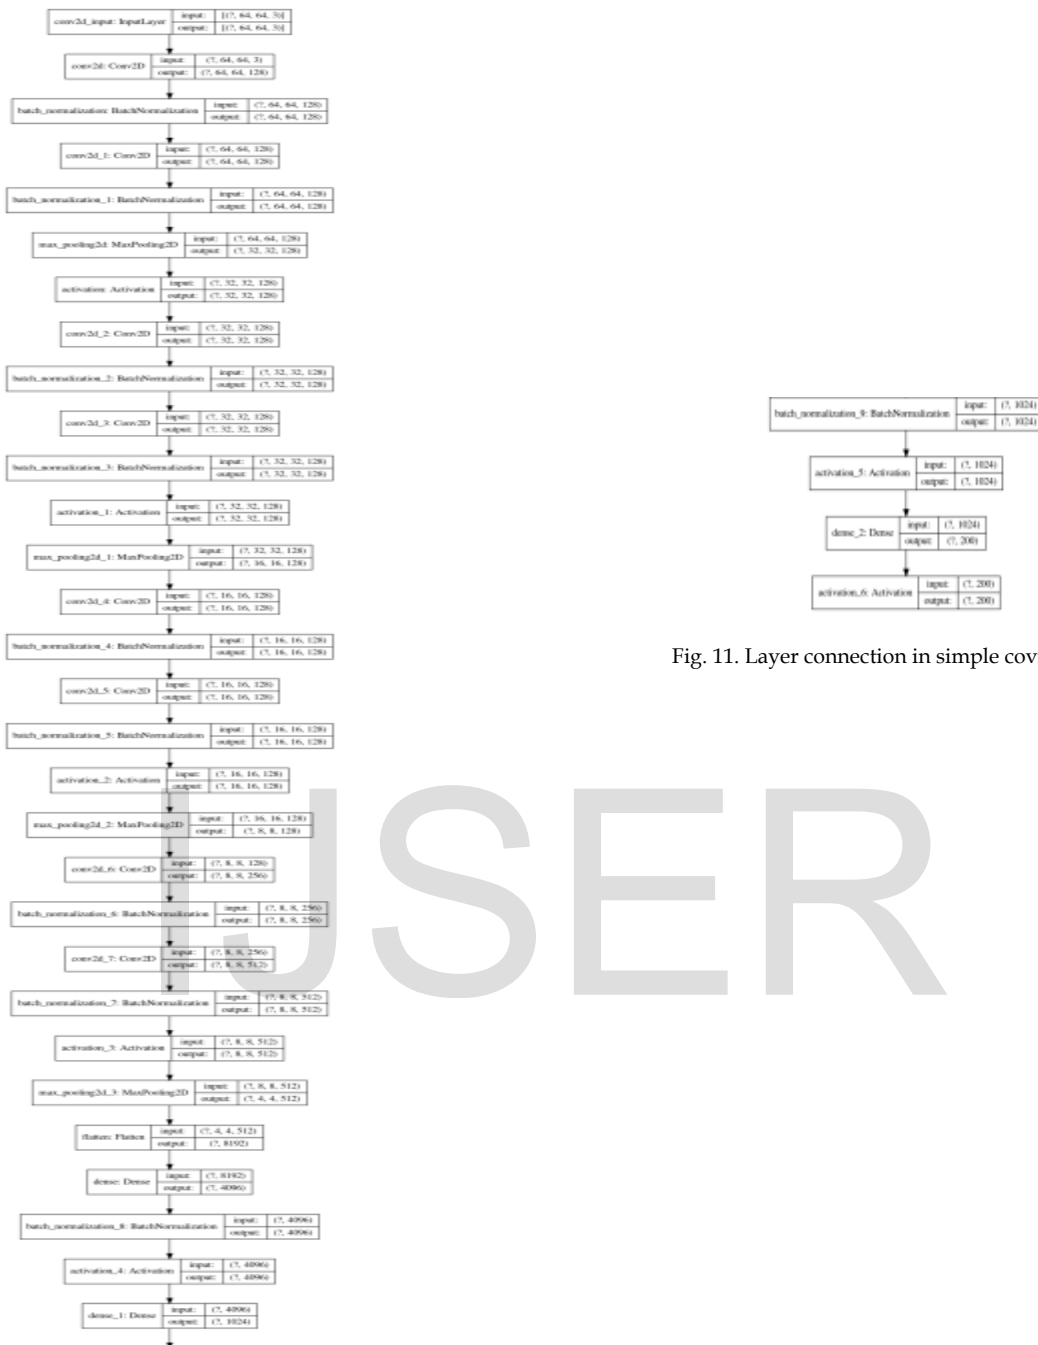 conv2d_input: InputLayer input: [(?, 64, 64, 3)]
output: [(?, 64, 64, 3)]
conv2d: Conv2D input: (?, 64, 64, 3)
output: (?, 64, 64, 128)
batch_normalization: BatchNormalization input: (?, 64, 64, 128)
output: (?, 64, 64, 128)
conv2d_1: Conv2D input: (?, 64, 64, 128)
output: (?, 64, 64, 128)
batch_normalization_1: BatchNormalization input: (?, 64, 64, 128)
output: (?, 64, 64, 128)
max_pooling2d: MaxPooling2D input: (?, 64, 64, 128)
output: (?, 32, 32, 128)
activation: Activation input: (?, 32, 32, 128)
output: (?, 32, 32, 128)
conv2d_2: Conv2D input: (?, 32, 32, 128)
output: (?, 32, 32, 128)
batch_normalization_2: BatchNormalization input: (?, 32, 32, 128)
output: (?, 32, 32, 128)
conv2d_3: Conv2D input: (?, 32, 32, 128)
output: (?, 32, 32, 128)
batch_normalization_3: BatchNormalization input: (?, 32, 32, 128)
output: (?, 32, 32, 128)
activation_1: Activation input: (?, 32, 32, 128)
output: (?, 32, 32, 128)
max_pooling2d_1: MaxPooling2D input: (?, 32, 32, 128)
output: (?, 16, 16, 128)
conv2d_4: Conv2D input: (?, 16, 16, 128)
output: (?, 16, 16, 128)
batch_normalization_4: BatchNormalization input: (?, 16, 16, 128)
output: (?, 16, 16, 128)
conv2d_5: Conv2D input: (?, 16, 16, 128)
output: (?, 16, 16, 128)
batch_normalization_5: BatchNormalization input: (?, 16, 16, 128)
output: (?, 16, 16, 128)
activation_2: Activation input: (?, 16, 16, 128)
output: (?, 16, 16, 128)
max_pooling2d_2: MaxPooling2D input: (?, 16, 16, 128)
output: (?, 8, 8, 128)
conv2d_6: Conv2D input: (?, 8, 8, 128)
output: (?, 8, 8, 256)
batch_normalization_6: BatchNormalization input: (?, 8, 8, 256)
output: (?, 8, 8, 256)
conv2d_7: Conv2D input: (?, 8, 8, 256)
output: (?, 8, 8, 512)
batch_normalization_7: BatchNormalization input: (?, 8, 8, 512)
output: (?, 8, 8, 512)
activation_3: Activation input: (?, 8, 8, 512)
output: (?, 8, 8, 512)
max_pooling2d_3: MaxPooling2D input: (?, 8, 8, 512)
output: (?, 4, 4, 512)
flatten: Flatten input: (?, 4, 4, 512)
output: (?, 8192)
dense: Dense input: (?, 8192)
output: (?, 4096)
batch_normalization_8: BatchNormalization input: (?, 4096)
output: (?, 4096)
activation_4: Activation input: (?, 4096)
output: (?, 4096)
dense_1: Dense input: (?, 4096)
output: (?, 1024)
batch_normalization_9: BatchNormalization input: (?, 1024)
output: (?, 1024)
activation_5: Activation input: (?, 1024)
output: (?, 1024)
dense_2: Dense input: (?, 1024)
output: (?, 200)
activation_6: Activation input: (?, 200)
output: (?, 200)
Fig. 11. Layer connection in simple cov
IJSER